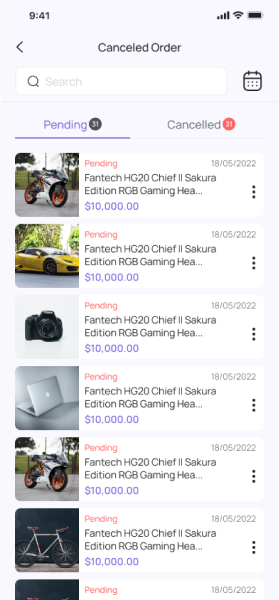 9:41
Canceled Order
Search
Pending 31
Cancelled 31
Pending 18/05/2022
Fantech HG20 Chief II Sakura
Edition RGB Gaming Hea...
$10,000.00
Pending 18/05/2022
Fantech HG20 Chief II Sakura
Edition RGB Gaming Hea...
$10,000.00
Pending 18/05/2022
Fantech HG20 Chief II Sakura
Edition RGB Gaming Hea...
$10,000.00
Pending 18/05/2022
Fantech HG20 Chief II Sakura
Edition RGB Gaming Hea...
$10,000.00
Pending 18/05/2022
Fantech HG20 Chief II Sakura
Edition RGB Gaming Hea...
$10,000.00
Pending 18/05/2022
Fantech HG20 Chief II Sakura
Edition RGB Gaming Hea...
$10,000.00
Pending 18/05/2022